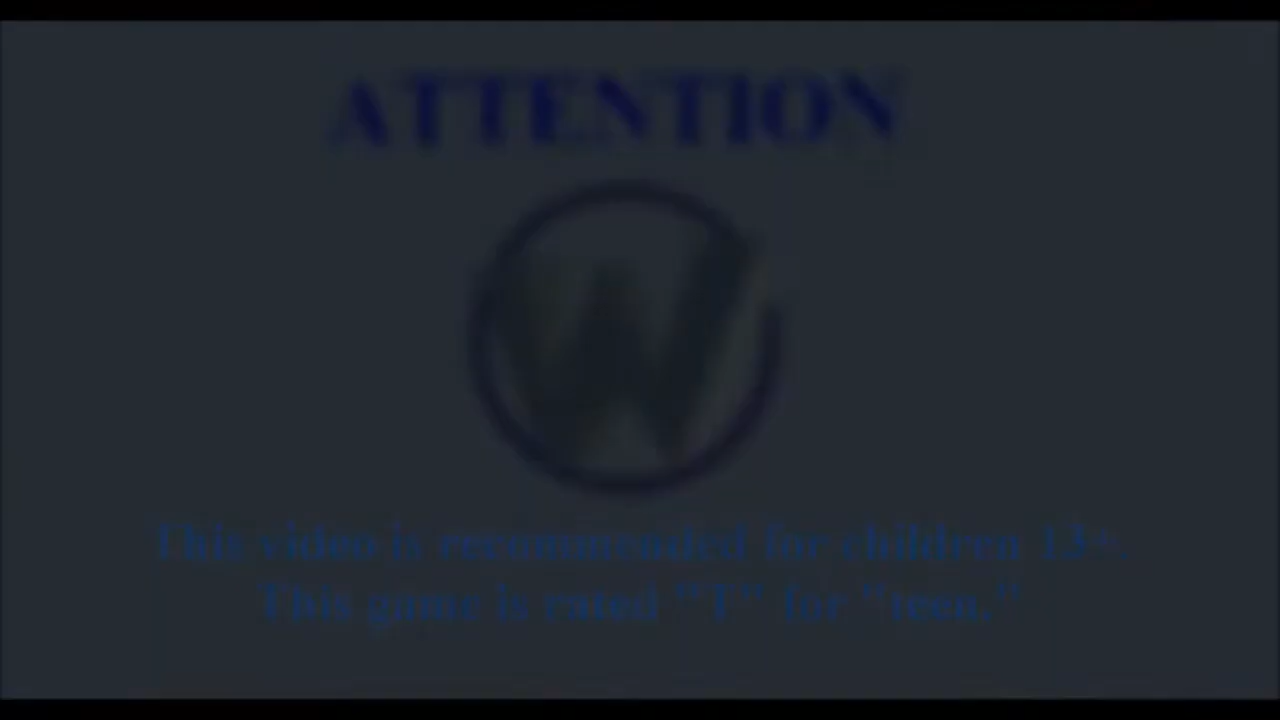 ATTENTION
W
This video is recommended for children 13+.
This game is rated "T" for "teen."